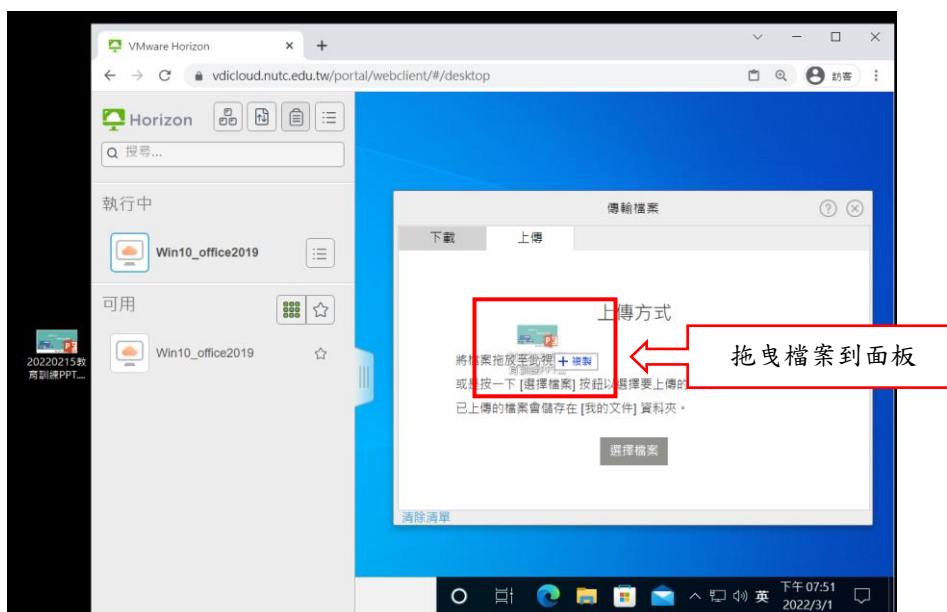 VMware Horizon
vdicloud.nutc.edu.tw/portal/webclient/#/desktop
訪客
Horizon
搜尋...
執行中
Win10_office2019
可用
Win10_office2019
20220215教
育訓練PPT....
傳輸檔案
下載
上傳
上傳方式
將檔案拖放至此視
+ 複製
或是按一下 [選擇檔案] 按鈕以選擇要上傳的
已上傳的檔案會儲存在 [我的文件] 資料夾。
選擇檔案
清除清單
拖曳檔案到面板
英
下午 07:51
2022/3/1